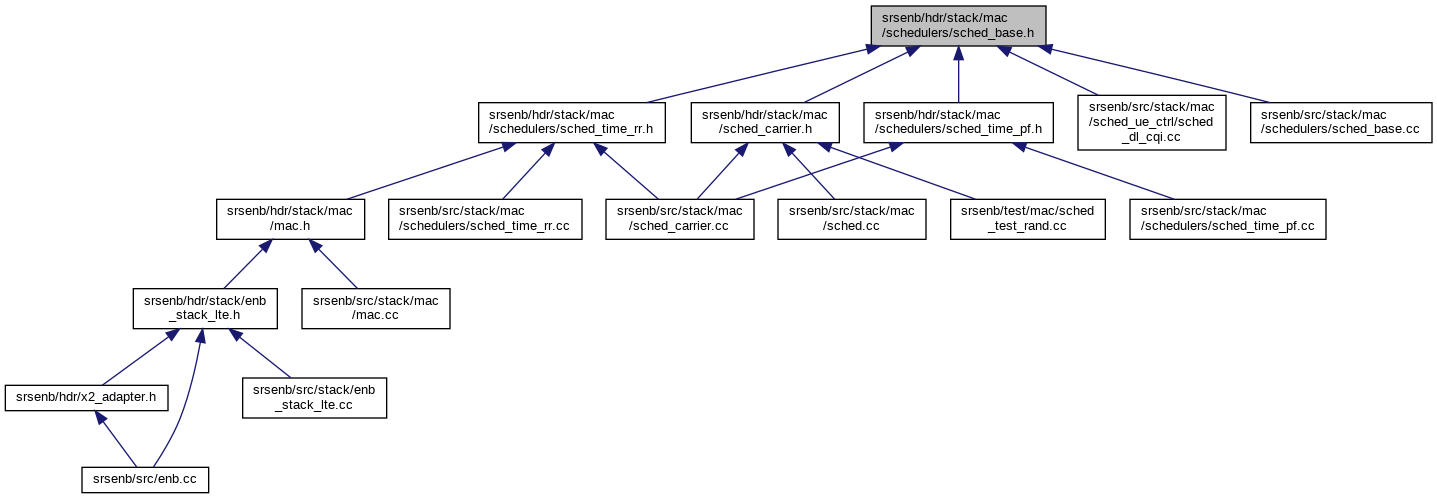 srsenb/hdr/stack/mac
/schedulers/sched_base.h
srsenb/hdr/stack/mac
/schedulers/sched_time_rr.h
srsenb/hdr/stack/mac
/sched_carrier.h
srsenb/hdr/stack/mac
/schedulers/sched_time_pf.h
srsenb/src/stack/mac
/sched_ue_ctrl/sched
_dl_cqi.cc
srsenb/src/stack/mac
/schedulers/sched_base.cc
srsenb/hdr/stack/mac
/mac.h
srsenb/src/stack/mac
/schedulers/sched_time_rr.cc
srsenb/src/stack/mac
/sched_carrier.cc
srsenb/src/stack/mac
/sched.cc
srsenb/test/mac/sched
_test_rand.cc
srsenb/src/stack/mac
/schedulers/sched_time_pf.cc
srsenb/hdr/stack/enb
_stack_lte.h
srsenb/src/stack/mac
/mac.cc
srsenb/hdr/x2_adapter.h
srsenb/src/stack/enb
_stack_lte.cc
srsenb/src/enb.cc